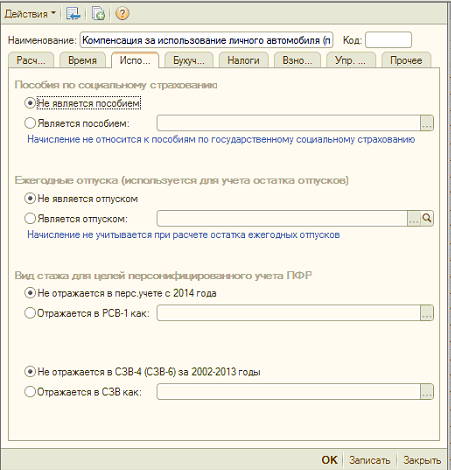 Действия
Наименование: Компенсация за использование личного автомобиля (п Код:
Расч... Время Испо... Бухуч... Налоги Взно... Упр. ... Прочее
Пособия по социальному страхованию
Не является пособием
Является пособием: ...
Начисление не относится к пособиям по государственному социальному страхованию
Ежегодные отпуска (используется для учета остатка отпусков)
Не является отпуском
Является отпуском: ...
Начисление не учитывается при расчете остатка ежегодных отпусков
Вид стажа для целей персонифицированного учета ПФР
Не отражается в перс.учете с 2014 года
Отражается в РСВ-1 как: ...
Не отражается в СЗВ-4 (СЗВ-6) за 2002-2013 годы
Отражается в СЗВ как: ...
OK Записать Закрыть